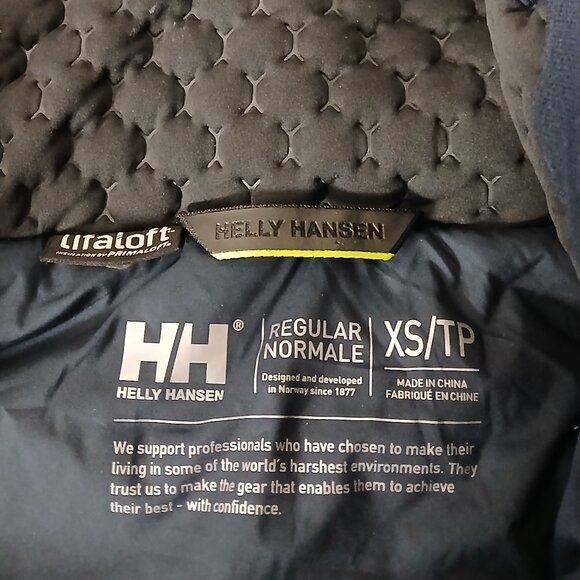 lifaloft™
INSULATION BY PRIMALOFT®
HELLY HANSEN
HH®
HELLY HANSEN
REGULAR
NORMALE
Designed and developed
in Norway since 1877
XS/TP
MADE IN CHINA
FABRIQUÉ EN CHINE
We support professionals who have chosen to make their
living in some of the world's harshest environments. They
trust us to make the gear that enables them to achieve
their best - with confidence.